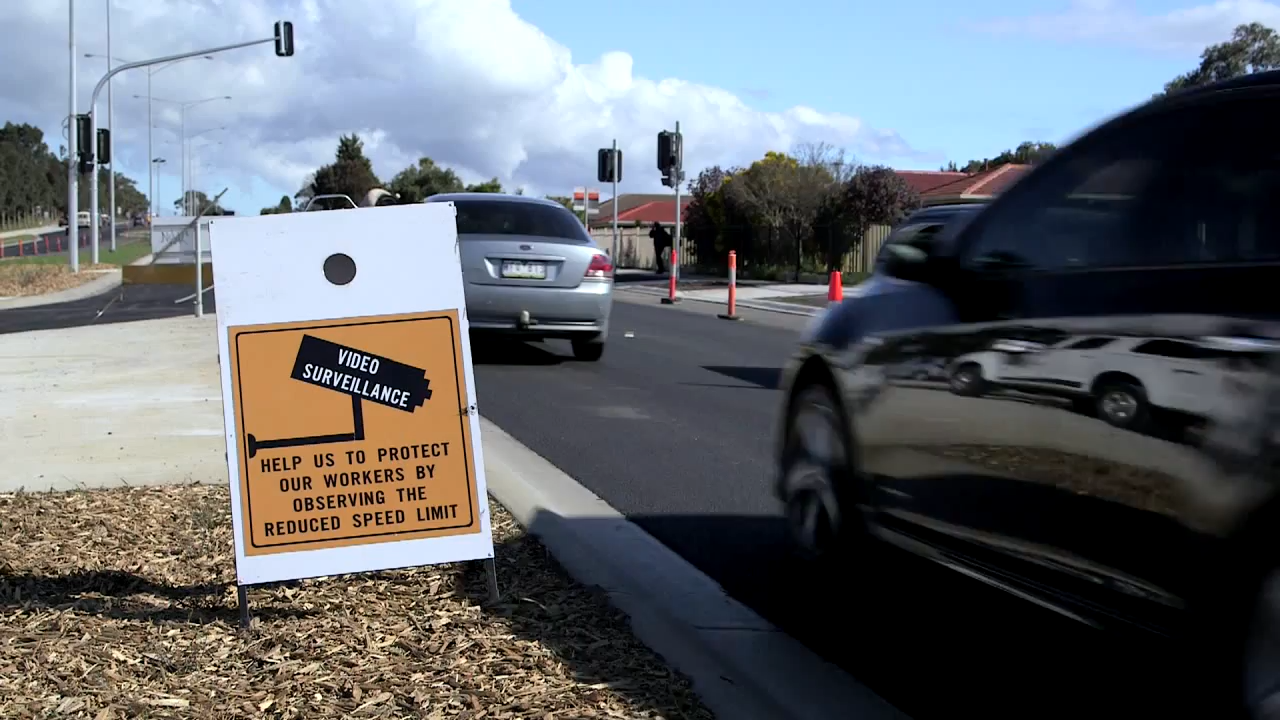 VIDEO
SURVEILLANCE
HELP US TO PROTECT
OUR WORKERS BY
OBSERVING THE
REDUCED SPEED LIMIT